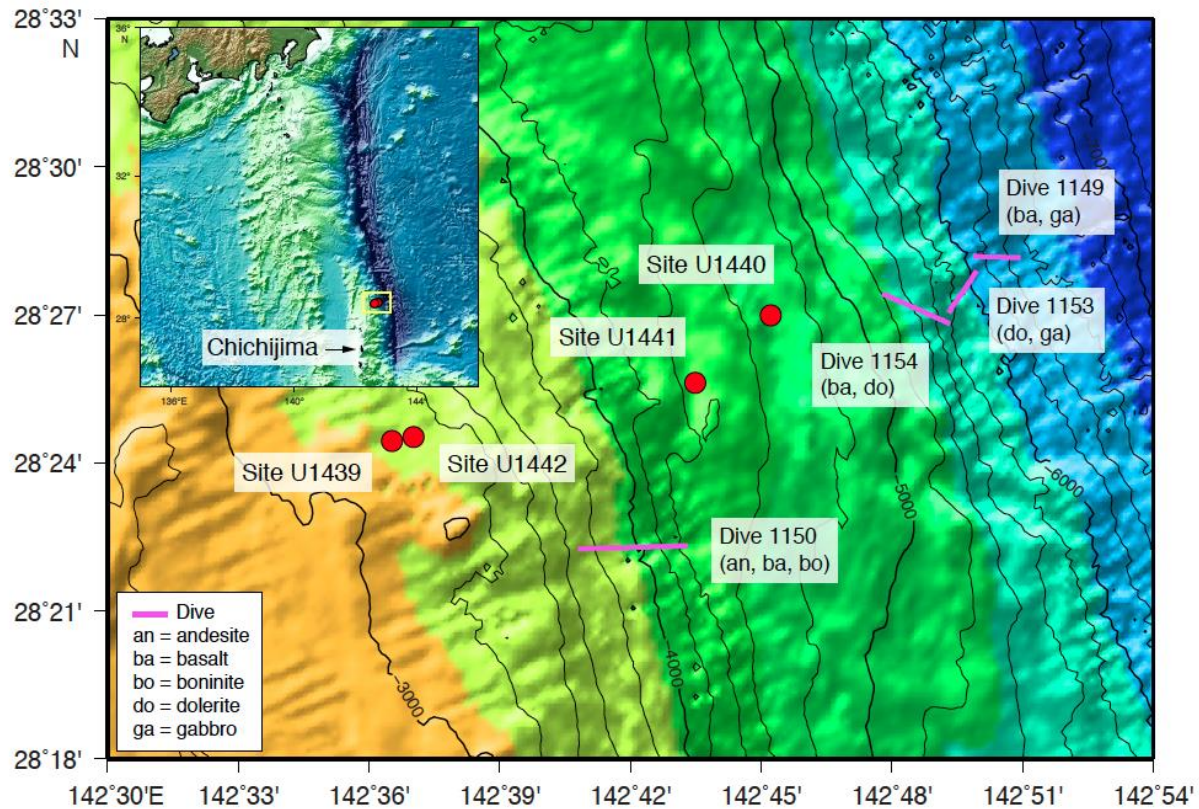 28°33'
N
28°30'
28°27'
28°24'
28°21'
28°18'
142°30'E
142°33'
142°36'
142°39'
142°42'
142°45'
142°48'
142°51'
142°54'
36°
N
32°
28°
136°E
140°
144°
Chichijima
Site U1440
Site U1441
Site U1439
Site U1442
Dive 1149
(ba, ga)
Dive 1153
(do, ga)
Dive 1154
(ba, do)
Dive 1150
(an, ba, bo)
-3000
-4000
-5000
-6000
Dive
an = andesite
ba = basalt
bo = boninite
do = dolerite
ga = gabbro